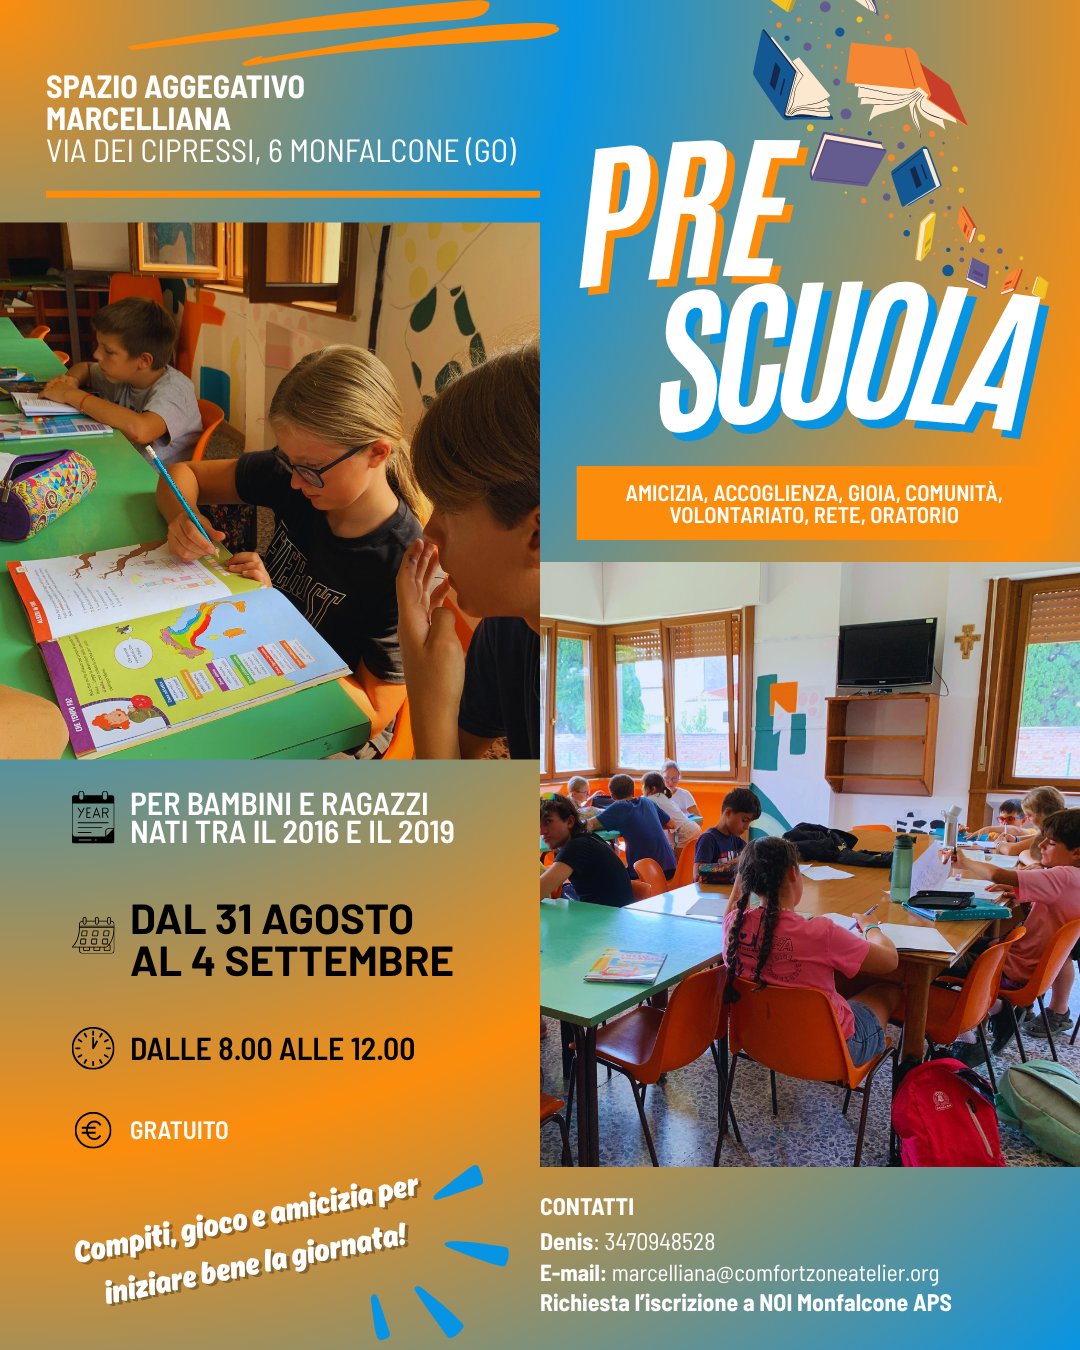 SPAZIO AGGEGATIVO
MARCELLIANA
VIA DEI CIPRESSI, 6 MONFALCONE (GO)
PRE
SCUOLA
AMICIZIA, ACCOGLIENZA, GIOIA, COMUNITÀ,
VOLONTARIATO, RETE, ORATORIO
YEAR
PER BAMBINI E RAGAZZI
NATI TRA IL 2016 E IL 2019
DAL 31 AGOSTO
AL 4 SETTEMBRE
DALLE 8.00 ALLE 12.00
GRATUITO
Compiti, gioco e amicizia per
iniziare bene la giornata!
CONTATTI
Denis: 3470948528
E-mail: marcelliana@comfortzoneatelier.org
Richiesta l'iscrizione a NOI Monfalcone APS